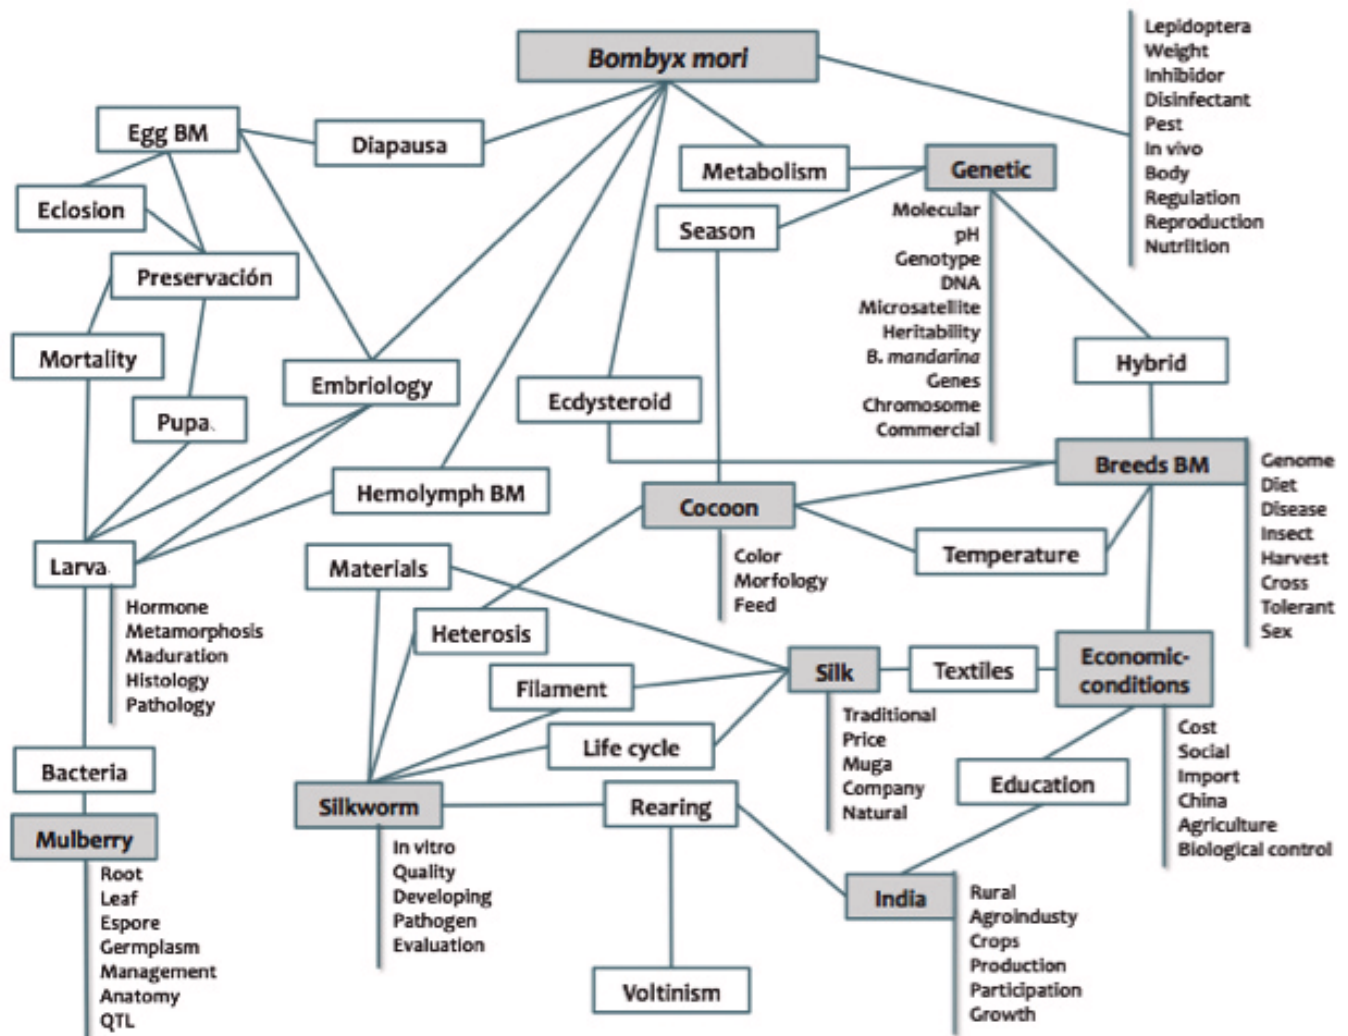 Bombyx mori
Lepidoptera
Weight
Inhibidor
Disinfectant
Pest
In vivo
Body
Regulation
Reproduction
Nutriition
Egg BM
Diapausa
Metabolism
Genetic
Eclosion
Season
Molecular
pH
Genotype
DNA
Microsatellite
Heritability
B. mandarina
Genes
Chromosome
Commercial
Preservación
Mortality
Embriology
Hybrid
Pupa.
Ecdysteroid
Hemolymph BM
Cocoon
Color
Morfology
Feed
Breeds BM
Genome
Diet
Disease
Insect
Harvest
Cross
Tolerant
Sex
Temperature
Larva.
Hormone
Metamorphosis
Maduration
Histology
Pathology
Materials
Heterosis
Filament
Life cycle
Silk
Traditional
Price
Muga
Company
Natural
Textiles
Economic-
conditions
Cost
Social
Import
China
Agriculture
Biological control
Education
Bacteria
Mulberry
Root
Leaf
Espore
Germplasm
Management
Anatomy
QTL
Silkworm
In vitro
Quality
Developing
Pathogen
Evaluation
Rearing
Voltinism
India
Rural
Agroindusty
Crops
Production
Participation
Growth